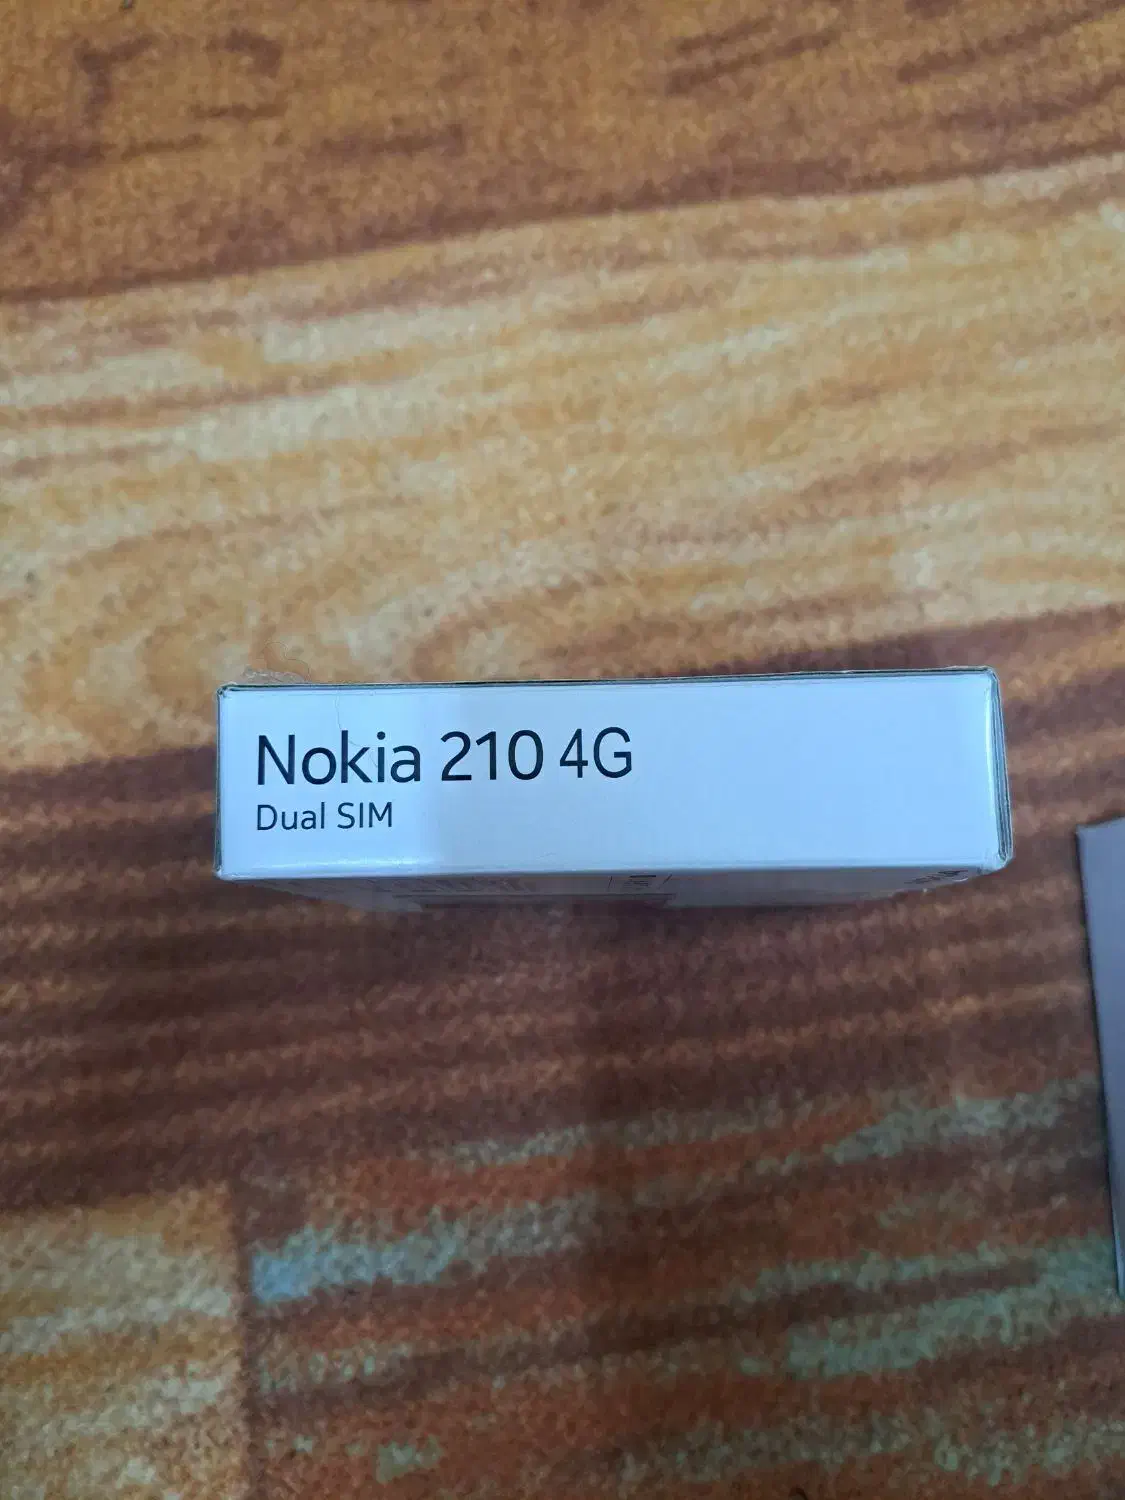 Nokia 210 4G
Dual SIM